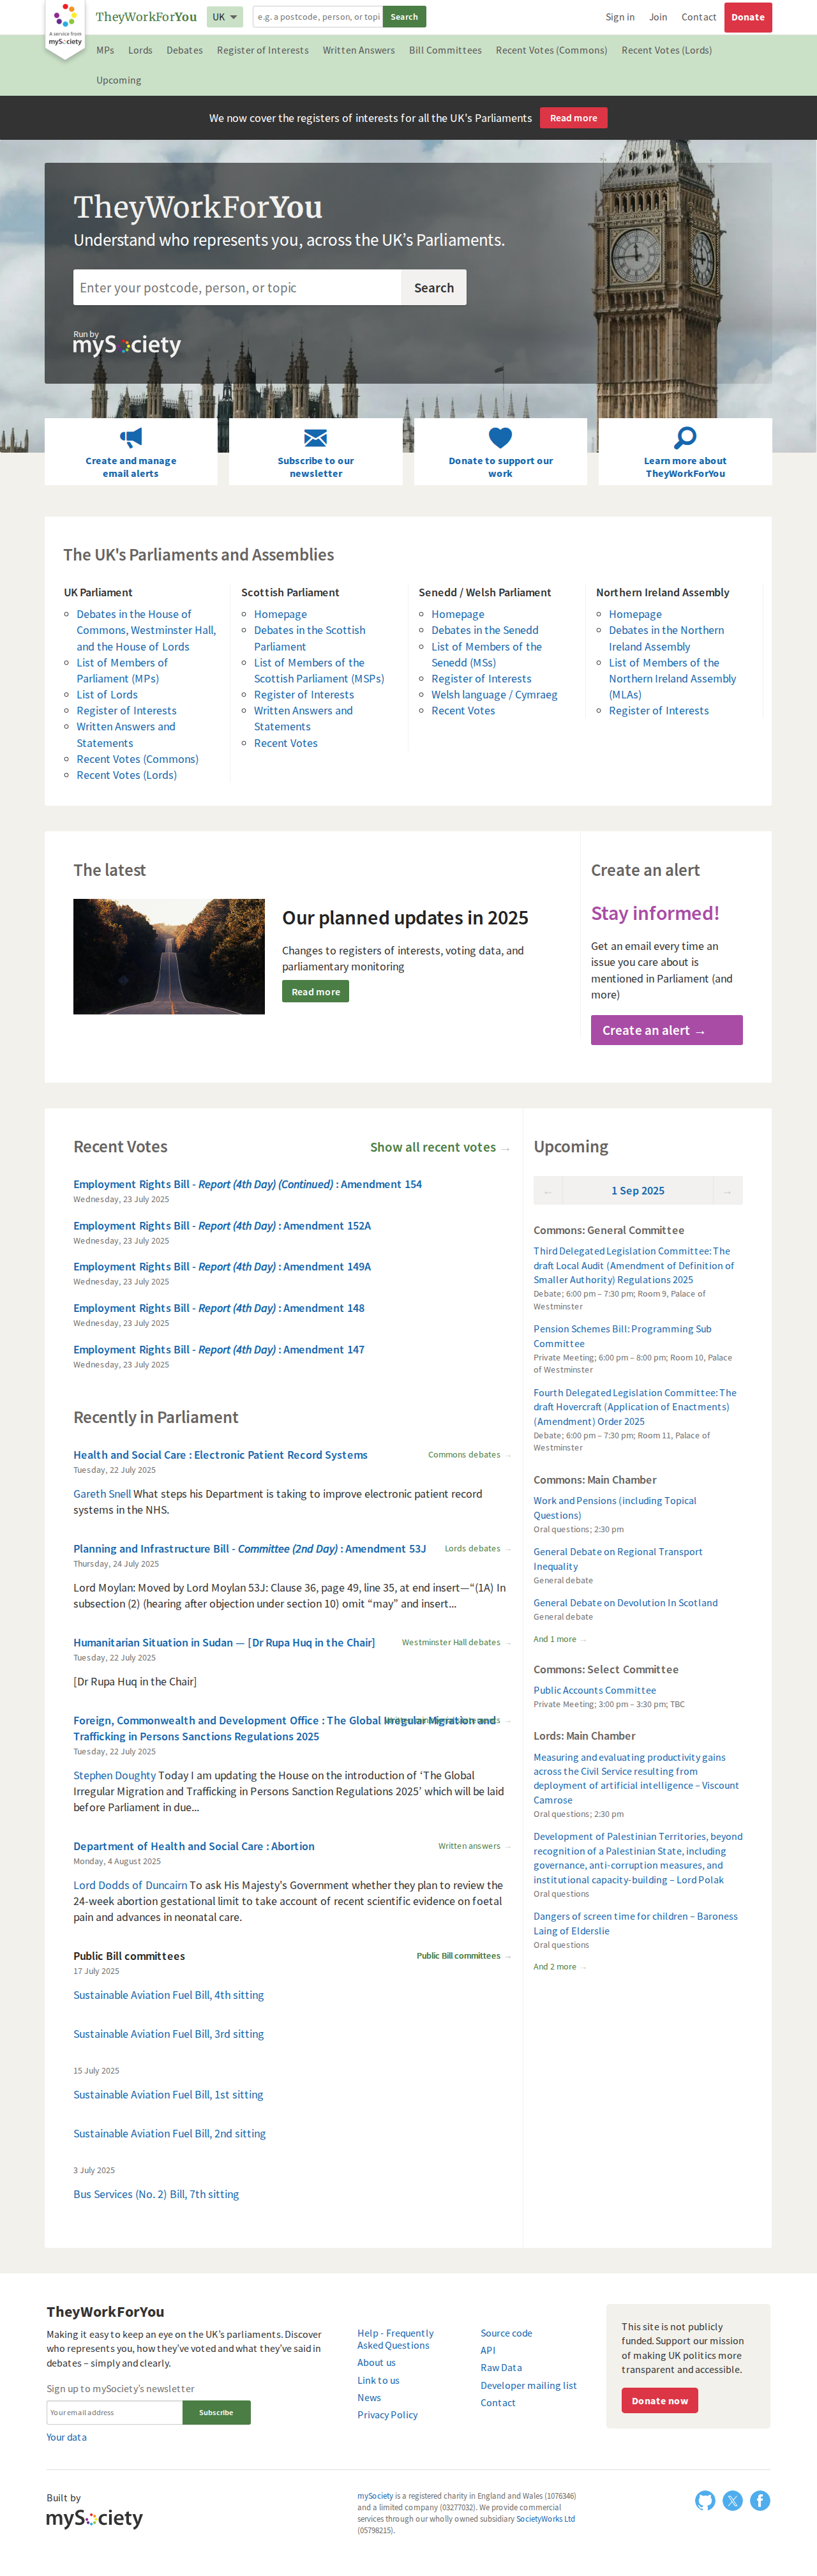 A service from
mySociety
TheyWorkForYou
UK
e.g. a postcode, person, or topi
Search
Sign in
Join
Contact
Donate
MPs
Lords
Debates
Register of Interests
Written Answers
Bill Committees
Recent Votes (Commons)
Recent Votes (Lords)
Upcoming
We now cover the registers of interests for all the UK's Parliaments
Read more
TheyWorkForYou
Understand who represents you, across the UK’s Parliaments.
Enter your postcode, person, or topic
Search
Run by
mySociety
Create and manage
email alerts
Subscribe to our
newsletter
Donate to support our
work
Learn more about
TheyWorkForYou
The UK's Parliaments and Assemblies
UK Parliament
Debates in the House of
Commons, Westminster Hall,
and the House of Lords
List of Members of
Parliament (MPs)
List of Lords
Register of Interests
Written Answers and
Statements
Recent Votes (Commons)
Recent Votes (Lords)
Scottish Parliament
Homepage
Debates in the Scottish
Parliament
List of Members of the
Scottish Parliament (MSPs)
Register of Interests
Written Answers and
Statements
Recent Votes
Senedd / Welsh Parliament
Homepage
Debates in the Senedd
List of Members of the
Senedd (MSs)
Register of Interests
Welsh language / Cymraeg
Recent Votes
Northern Ireland Assembly
Homepage
Debates in the Northern
Ireland Assembly
List of Members of the
Northern Ireland Assembly
(MLAs)
Register of Interests
The latest
Our planned updates in 2025
Changes to registers of interests, voting data, and
parliamentary monitoring
Read more
Create an alert
Stay informed!
Get an email every time an
issue you care about is
mentioned in Parliament (and
more)
Create an alert →
Recent Votes
Show all recent votes →
Employment Rights Bill - Report (4th Day) (Continued) : Amendment 154
Wednesday, 23 July 2025
Employment Rights Bill - Report (4th Day) : Amendment 152A
Wednesday, 23 July 2025
Employment Rights Bill - Report (4th Day) : Amendment 149A
Wednesday, 23 July 2025
Employment Rights Bill - Report (4th Day) : Amendment 148
Wednesday, 23 July 2025
Employment Rights Bill - Report (4th Day) : Amendment 147
Wednesday, 23 July 2025
Recently in Parliament
Health and Social Care : Electronic Patient Record Systems
Commons debates →
Tuesday, 22 July 2025
Gareth Snell What steps his Department is taking to improve electronic patient record
systems in the NHS.
Planning and Infrastructure Bill - Committee (2nd Day) : Amendment 53J
Lords debates →
Thursday, 24 July 2025
Lord Moylan: Moved by Lord Moylan 53J: Clause 36, page 49, line 35, at end insert—“(1A) In
subsection (2) (hearing after objection under section 10) omit “may” and insert...
Humanitarian Situation in Sudan — [Dr Rupa Huq in the Chair]
Westminster Hall debates →
Tuesday, 22 July 2025
[Dr Rupa Huq in the Chair]
Foreign, Commonwealth and Development Office : The Global Irregular Migration and
Trafficking in Persons Sanctions Regulations 2025
Tuesday, 22 July 2025
Stephen Doughty Today I am updating the House on the introduction of ‘The Global
Irregular Migration and Trafficking in Persons Sanction Regulations 2025’ which will be laid
before Parliament in due...
Department of Health and Social Care : Abortion
Written answers →
Monday, 4 August 2025
Lord Dodds of Duncairn To ask His Majesty’s Government whether they plan to review the
24-week abortion gestational limit to take account of recent scientific evidence on foetal
pain and advances in neonatal care.
Public Bill committees
Public Bill committees →
17 July 2025
Sustainable Aviation Fuel Bill, 4th sitting
Sustainable Aviation Fuel Bill, 3rd sitting
15 July 2025
Sustainable Aviation Fuel Bill, 1st sitting
Sustainable Aviation Fuel Bill, 2nd sitting
3 July 2025
Bus Services (No. 2) Bill, 7th sitting
Upcoming
← 1 Sep 2025 →
Commons: General Committee
Third Delegated Legislation Committee: The
draft Local Audit (Amendment of Definition of
Smaller Authority) Regulations 2025
Debate; 6:00 pm – 7:30 pm; Room 9, Palace of
Westminster
Pension Schemes Bill: Programming Sub
Committee
Private Meeting; 6:00 pm – 8:00 pm; Room 10, Palace
of Westminster
Fourth Delegated Legislation Committee: The
draft Hovercraft (Application of Enactments)
(Amendment) Order 2025
Debate; 6:00 pm – 7:30 pm; Room 11, Palace of
Westminster
Commons: Main Chamber
Work and Pensions (including Topical
Questions)
Oral questions; 2:30 pm
General Debate on Regional Transport
Inequality
General debate
General Debate on Devolution In Scotland
General debate
And 1 more →
Commons: Select Committee
Public Accounts Committee
Private Meeting; 3:00 pm – 3:30 pm; TBC
Lords: Main Chamber
Measuring and evaluating productivity gains
across the Civil Service resulting from
deployment of artificial intelligence – Viscount
Camrose
Oral questions; 2:30 pm
Development of Palestinian Territories, beyond
recognition of a Palestinian State, including
governance, anti-corruption measures, and
institutional capacity-building – Lord Polak
Oral questions
Dangers of screen time for children – Baroness
Laing of Elderslie
Oral questions
And 2 more →
TheyWorkForYou
Making it easy to keep an eye on the UK’s parliaments. Discover
who represents you, how they’ve voted and what they’ve said in
debates – simply and clearly.
Sign up to mySociety’s newsletter
Your email address
Subscribe
Your data
Help - Frequently
Asked Questions
About us
Link to us
News
Privacy Policy
Source code
API
Raw Data
Developer mailing list
Contact
This site is not publicly
funded. Support our mission
of making UK politics more
transparent and accessible.
Donate now
Built by
mySociety
mySociety is a registered charity in England and Wales (1076346)
and a limited company (03277032). We provide commercial
services through our wholly owned subsidiary SocietyWorks Ltd
(05798215).